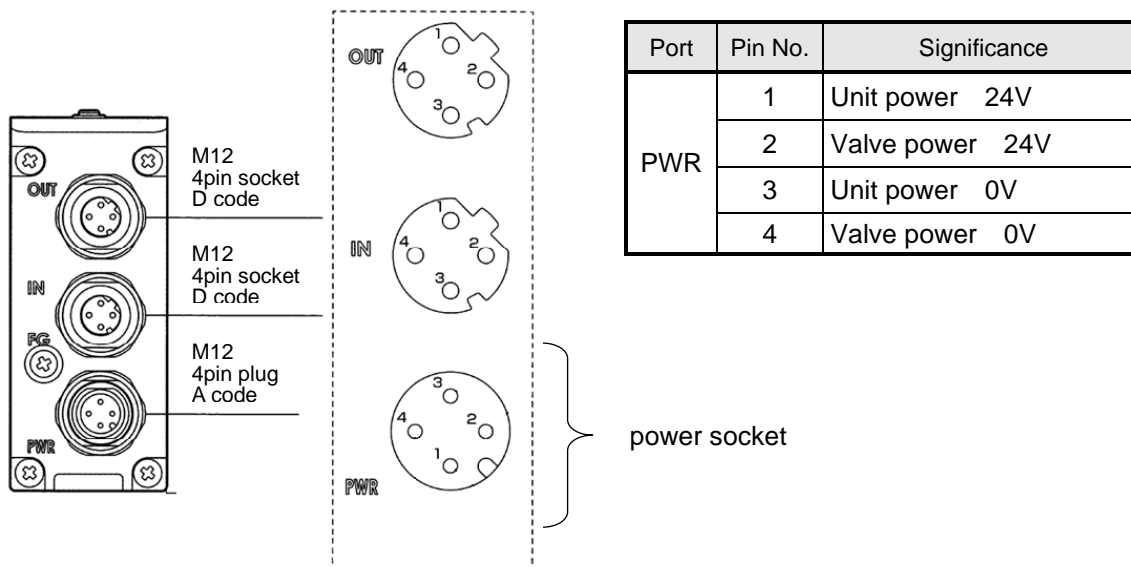 OUT
IN
FG
PWR
M12
4pin socket
D code
M12
4pin socket
D code
M12
4pin plug
A code
OUT
1
4 2
3
IN
1
4 2
3
3
4 2
1
PWR
power socket
Port Pin No. Significance
PWR
1 Unit power 24V
2 Valve power 24V
3 Unit power 0V
4 Valve power 0V